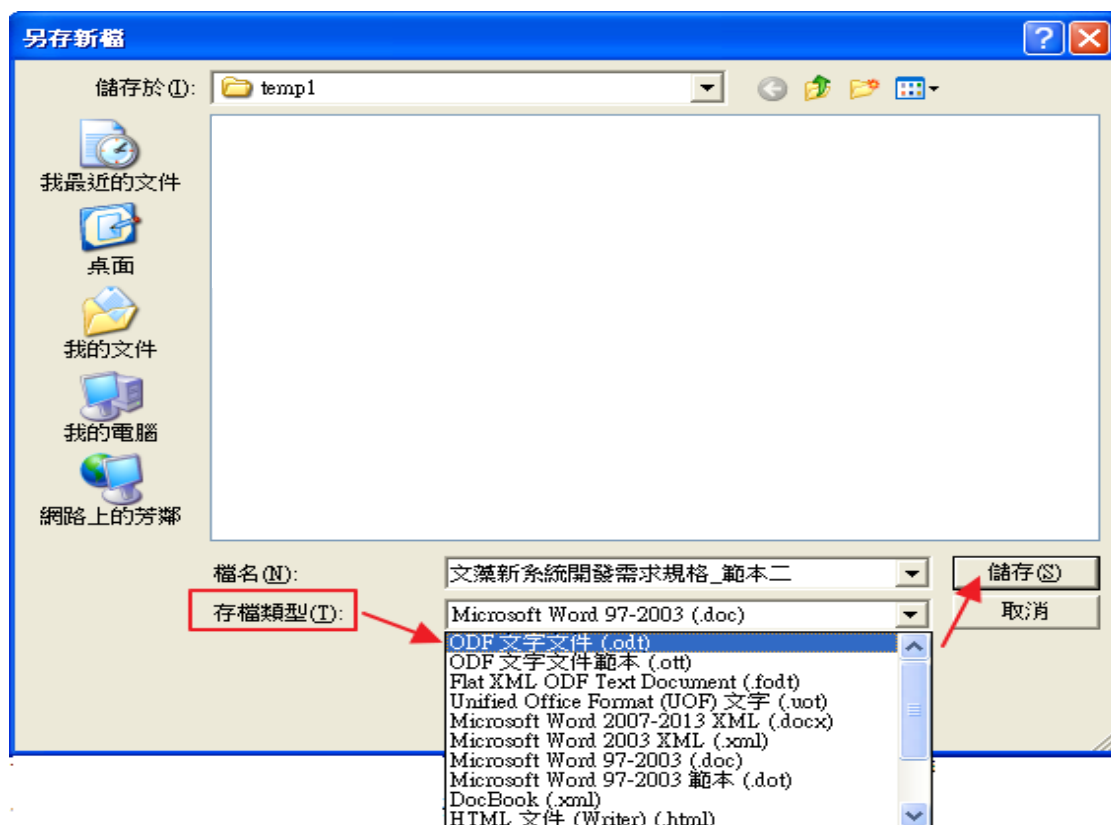 另存新檔
儲存於(I):
temp1
我最近的文件
桌面
我的文件
我的電腦
網路上的芳鄰
檔名(N):
文藻新系統開發需求規格_範本二
儲存(S)
存檔類型(T):
Microsoft Word 97-2003 (.doc)
取消
ODF 文字文件 (.odt)
ODF 文字文件範本 (.ott)
Flat XML ODF Text Document (.fodt)
Unified Office Format (UOF) 文字 (.uot)
Microsoft Word 2007-2013 XML (.docx)
Microsoft Word 2003 XML (.xml)
Microsoft Word 97-2003 (.doc)
Microsoft Word 97-2003 範本 (.dot)
DocBook (.xml)
HTML 文件 (Writer) (.html)